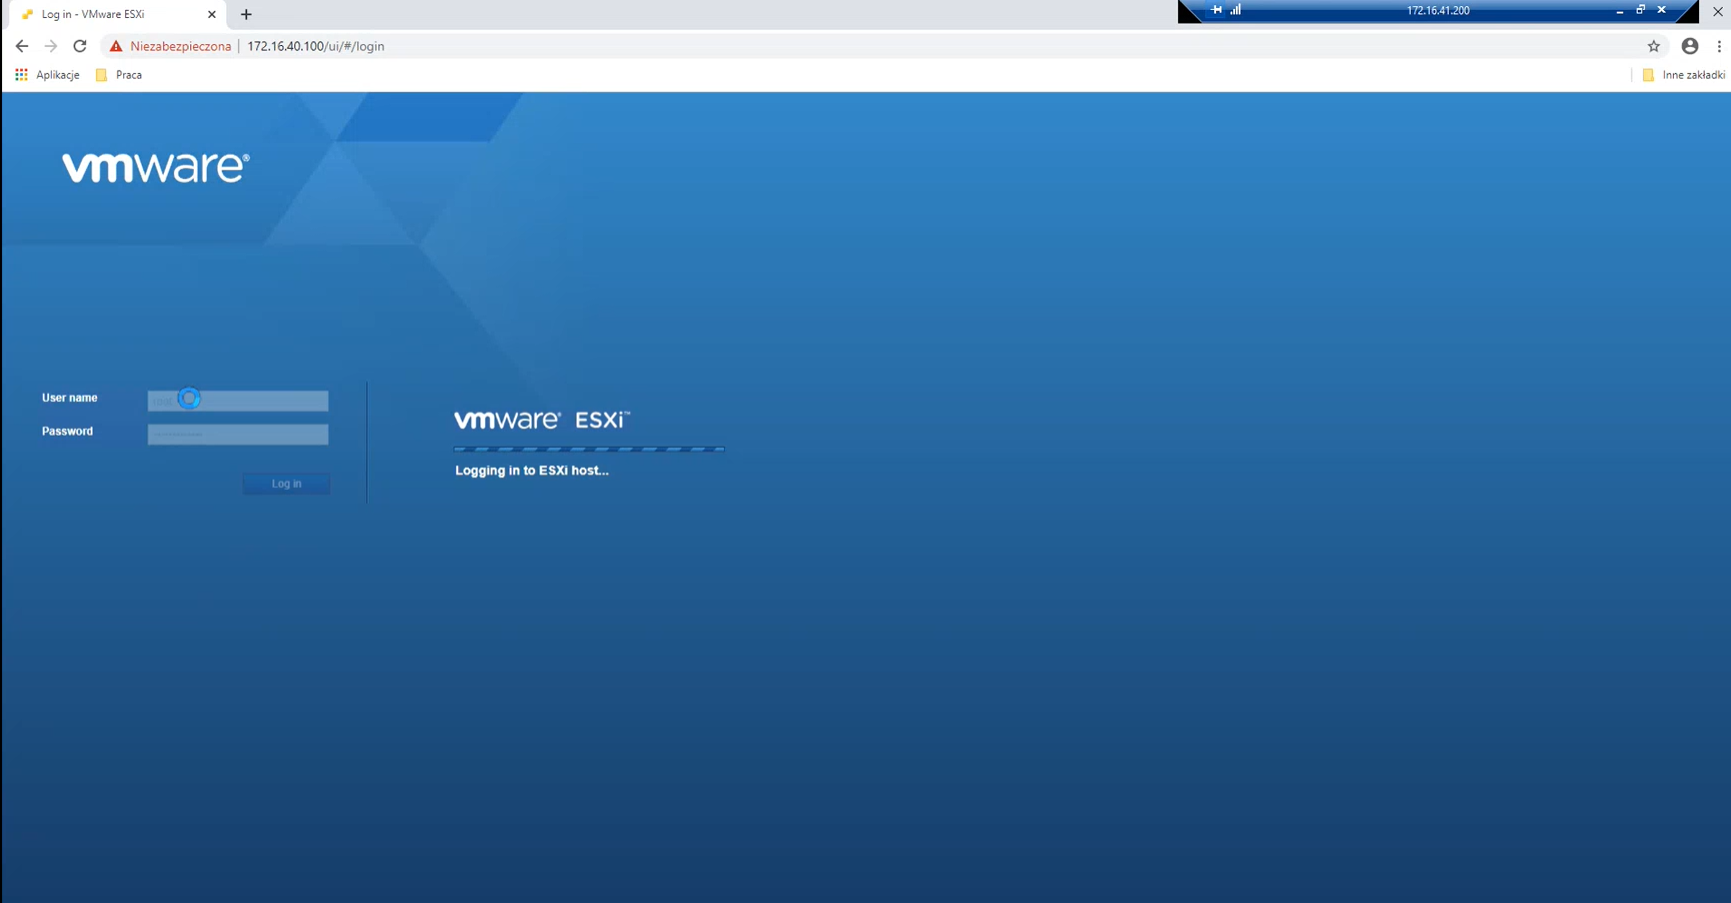 Log in - VMware ESXi
172.16.41.200
Niezabezpieczona 172.16.40.100/ui/#/login
Aplikacje Praca Inne zakładki
vmware®
User name
Password
Log in
vmware® ESXi™
Logging in to ESXi host...